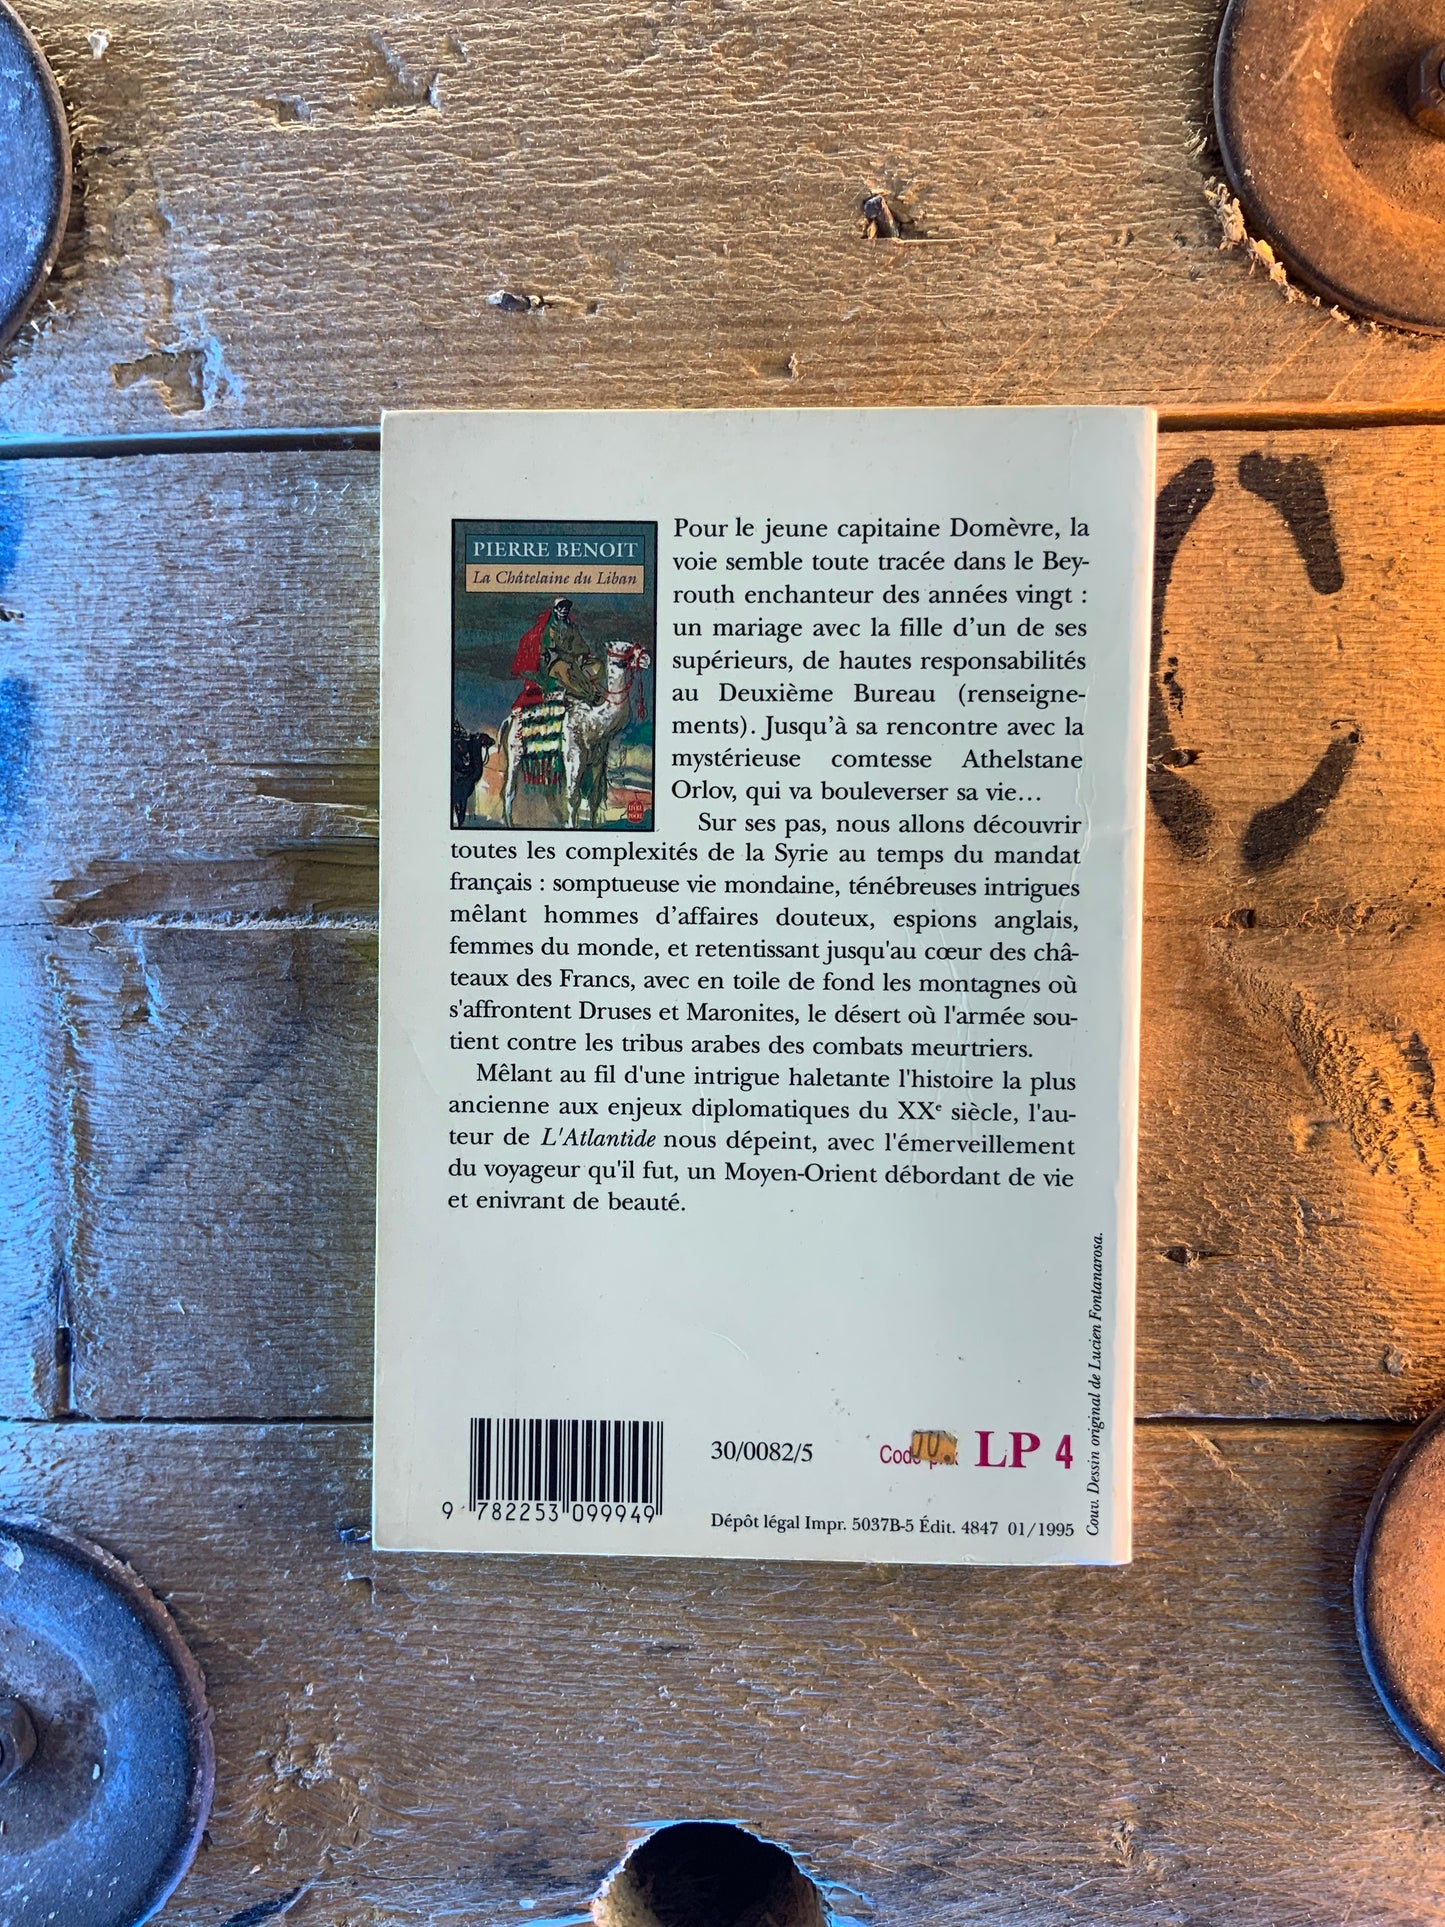 PIERRE BENOIT
La Châtelaine du Liban
LIVRE
POCHE
Pour le jeune capitaine Domèvre, la
voie semble toute tracée dans le Bey-
routh enchanteur des années vingt :
un mariage avec la fille d’un de ses
supérieurs, de hautes responsabilités
au Deuxième Bureau (renseigne-
ments). Jusqu’à sa rencontre avec la
mystérieuse comtesse Athelstane
Orlov, qui va bouleverser sa vie…
Sur ses pas, nous allons découvrir
toutes les complexités de la Syrie au temps du mandat
français : somptueuse vie mondaine, ténébreuses intrigues
mêlant hommes d’affaires douteux, espions anglais,
femmes du monde, et retentissant jusqu'au cœur des châ-
teaux des Francs, avec en toile de fond les montagnes où
s'affrontent Druses et Maronites, le désert où l'armée sou-
tient contre les tribus arabes des combats meurtriers.
Mêlant au fil d'une intrigue haletante l'histoire la plus
ancienne aux enjeux diplomatiques du XXe siècle, l'au-
teur de L'Atlantide nous dépeint, avec l'émerveillement
du voyageur qu'il fut, un Moyen-Orient débordant de vie
et enivrant de beauté.
Couv. Dessin original de Lucien Fontanarosa.
9 782253 099949
30/0082/5
LP 4
Dépôt légal Impr. 5037B-5 Édit. 4847 01/1995